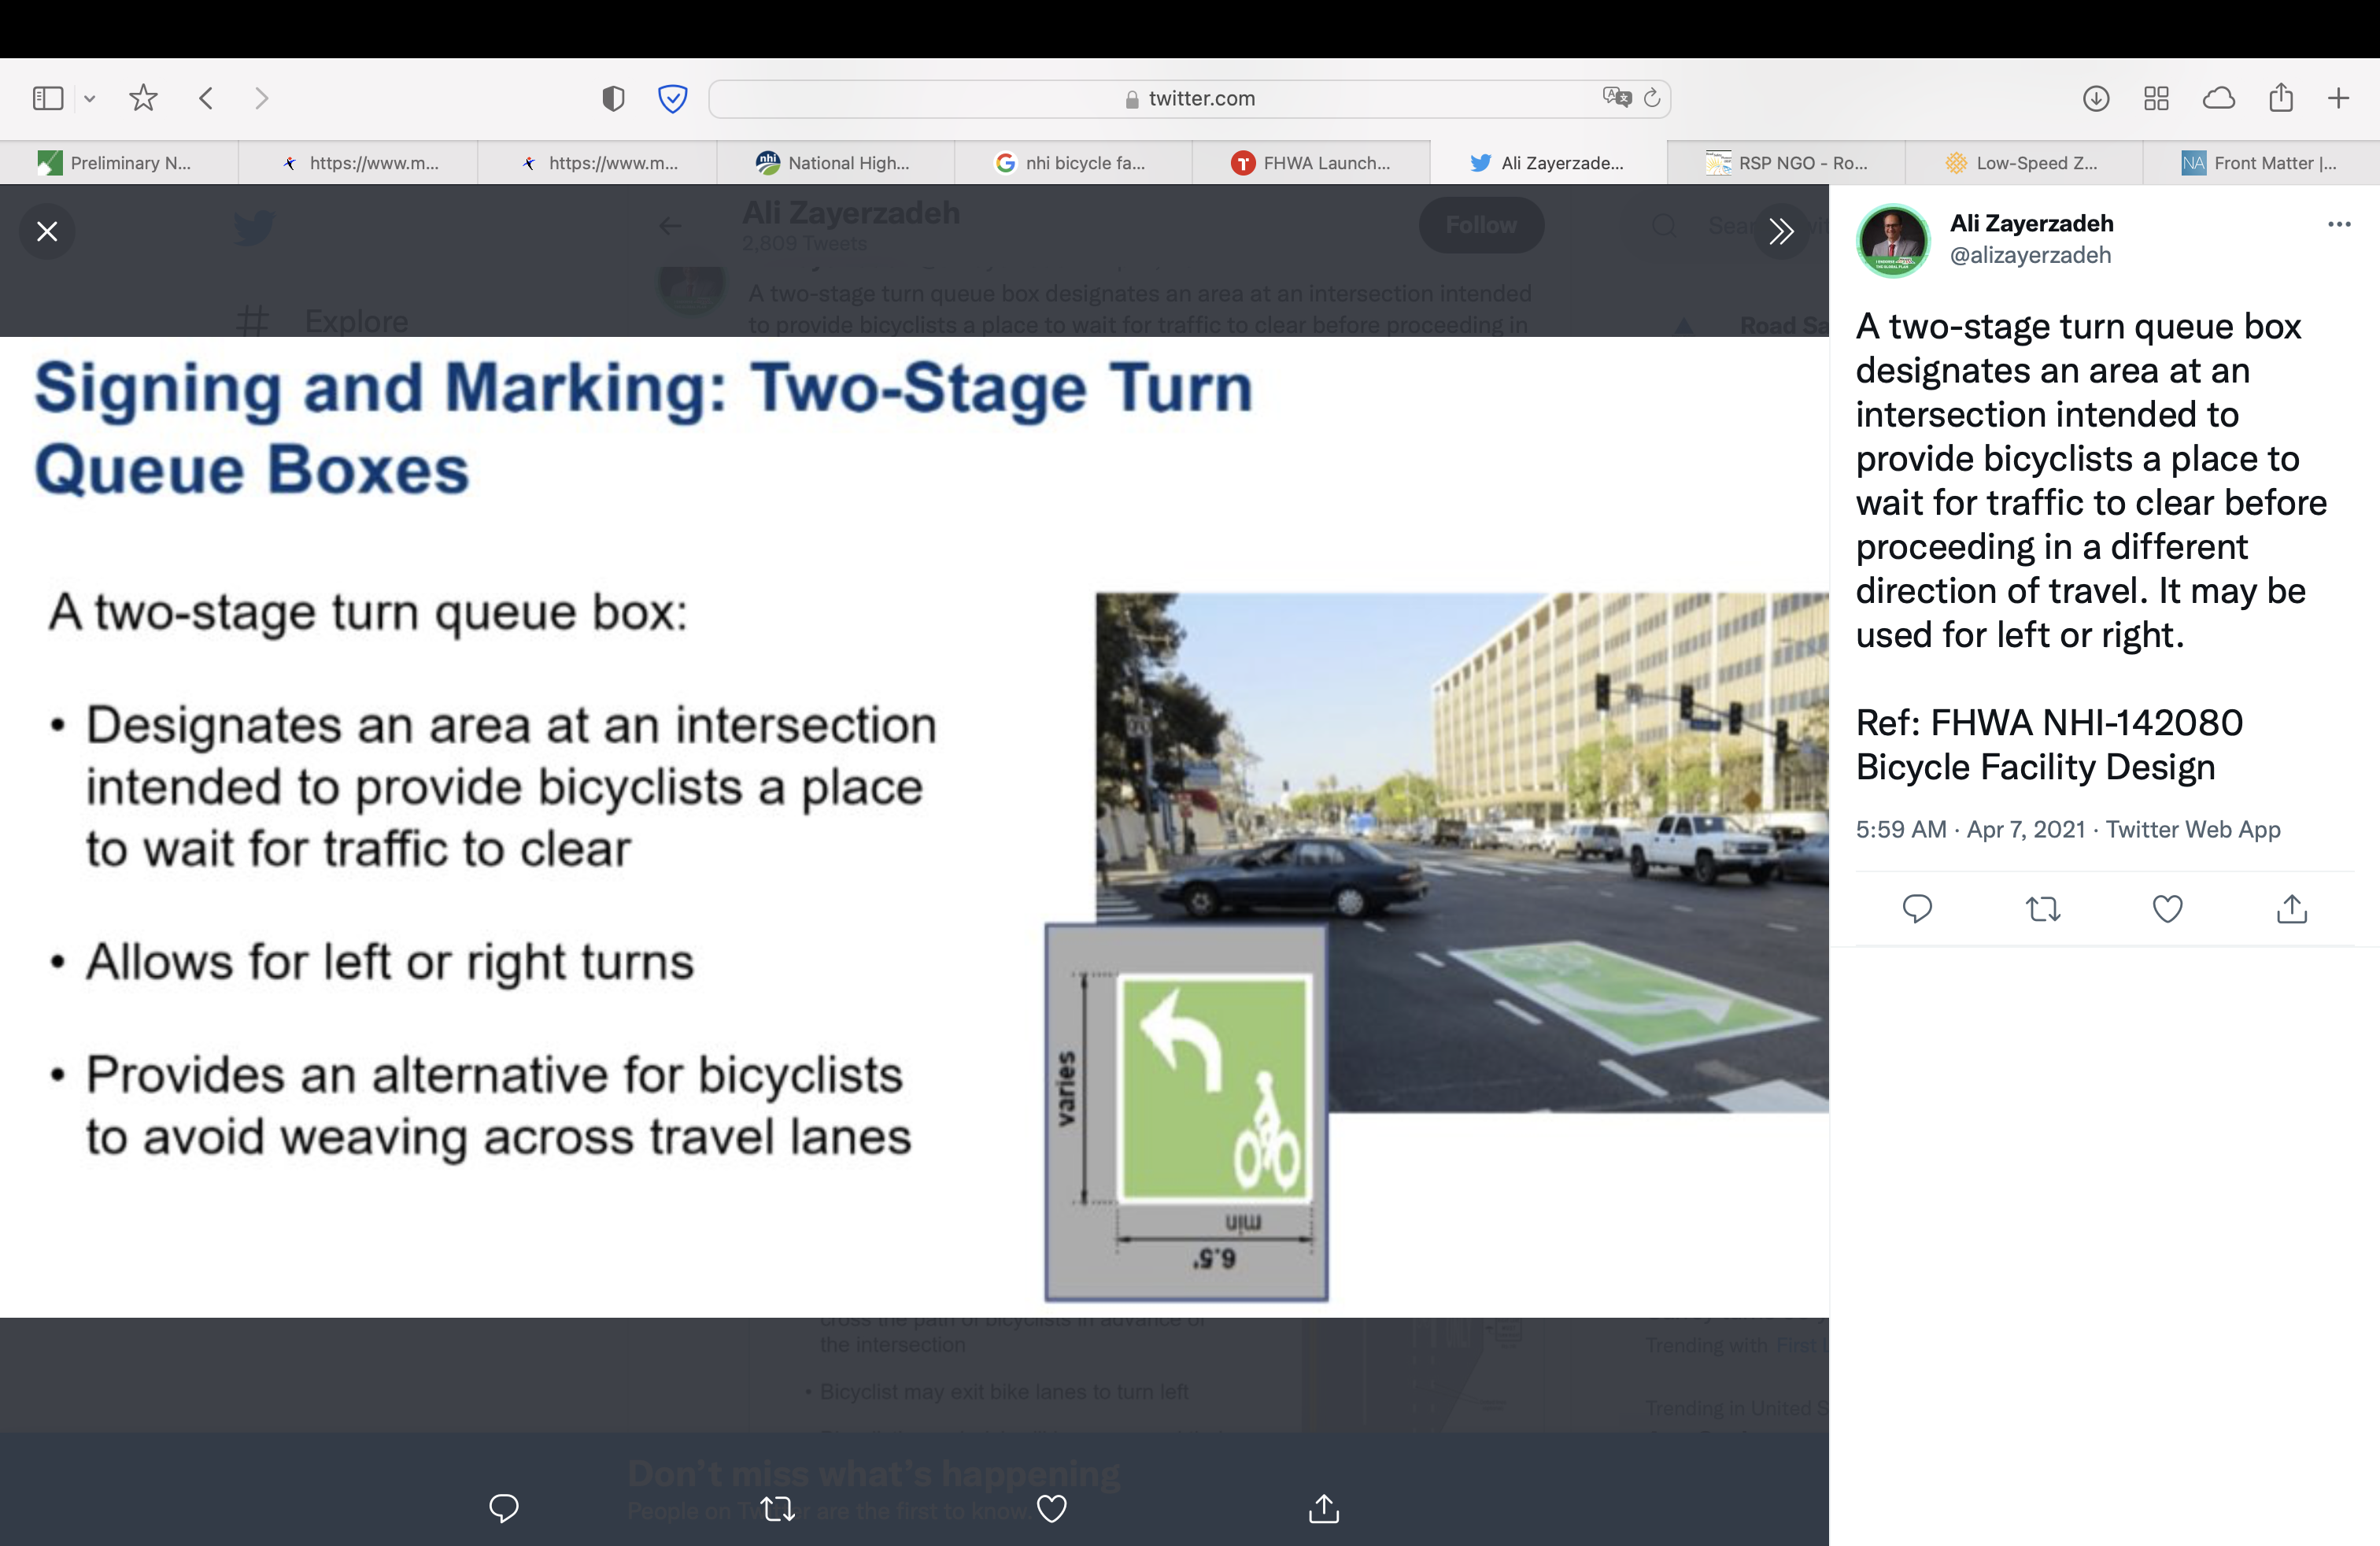 twitter.com
Preliminary N...
https://www.m...
https://www.m...
nhi
National High...
G
nhi bicycle fa...
T
FHWA Launch...
Ali Zayerzade...
RSP NGO - Ro...
Low-Speed Z...
NA
Front Matter |...
Ali Zayerzadeh
2,809 Tweets
Follow
Explore
A two-stage turn queue box designates an area at an intersection intended
to provide bicyclists a place to wait for traffic to clear before proceeding in
Road Sa
Signing and Marking: Two-Stage Turn
Queue Boxes
A two-stage turn queue box:
• Designates an area at an intersection
intended to provide bicyclists a place
to wait for traffic to clear
• Allows for left or right turns
• Provides an alternative for bicyclists
to avoid weaving across travel lanes
varies
min
6.5'
cross the path of bicyclists in advance of
the intersection
• Bicyclist may exit bike lanes to turn left
Trending with First
Trending in United S
Don't miss what's happening
People on Twitter are the first to know.
Ali Zayerzadeh
@alizayerzadeh
A two-stage turn queue box
designates an area at an
intersection intended to
provide bicyclists a place to
wait for traffic to clear before
proceeding in a different
direction of travel. It may be
used for left or right.
Ref: FHWA NHI-142080
Bicycle Facility Design
5:59 AM · Apr 7, 2021 · Twitter Web App